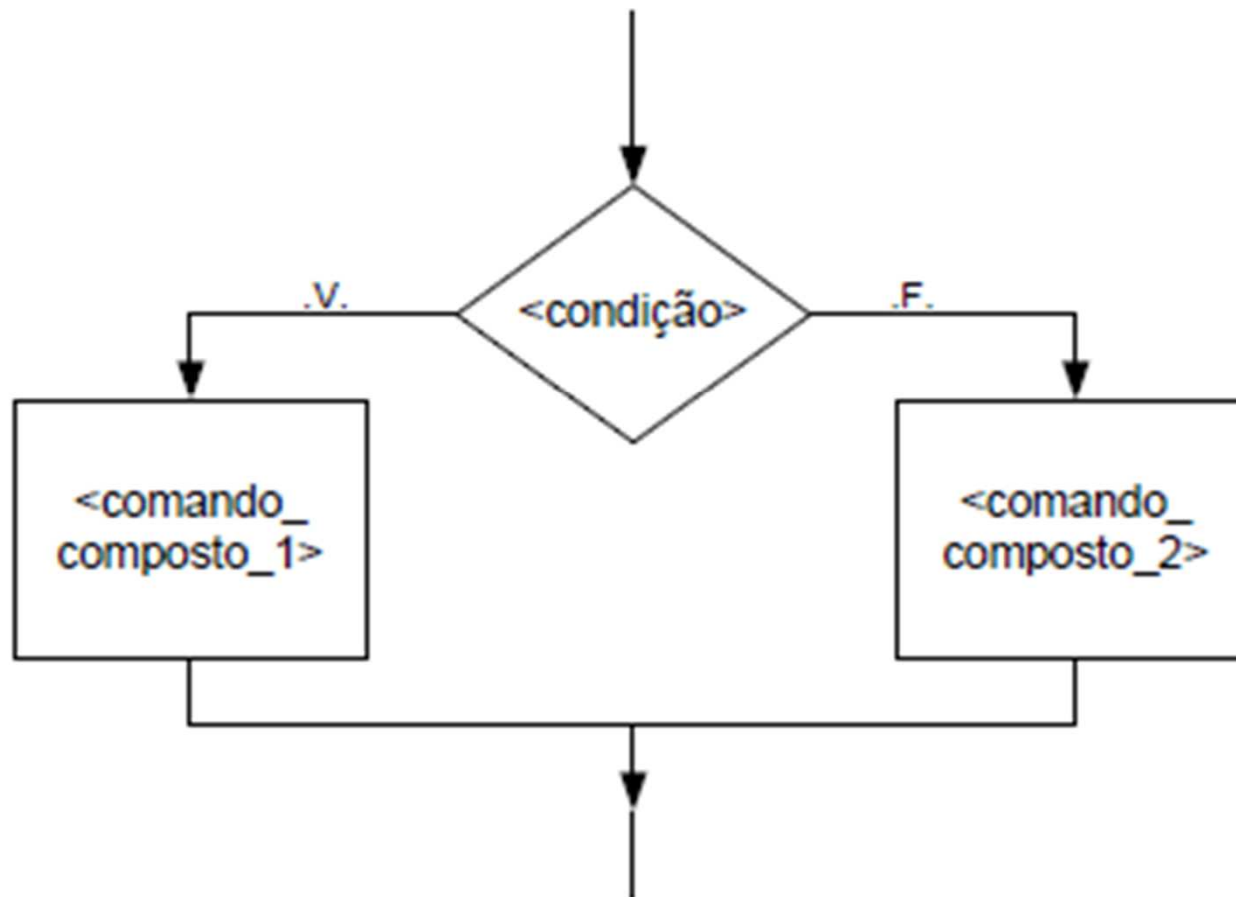 .V.
<condição>
.F.
<comando_
composto_1>
<comando_
composto_2>